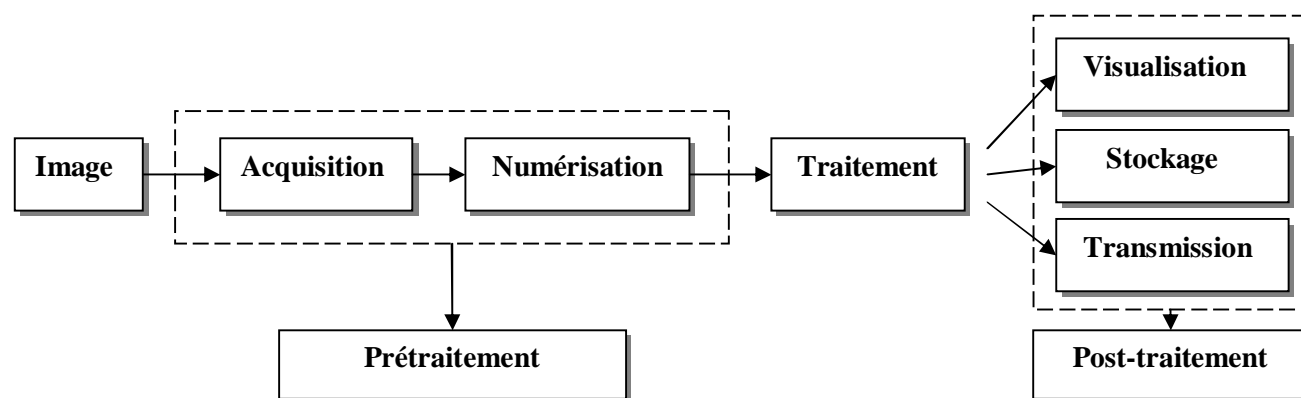 Image
Acquisition
Numérisation
Traitement
Visualisation
Stockage
Transmission
Prétraitement
Post-traitement